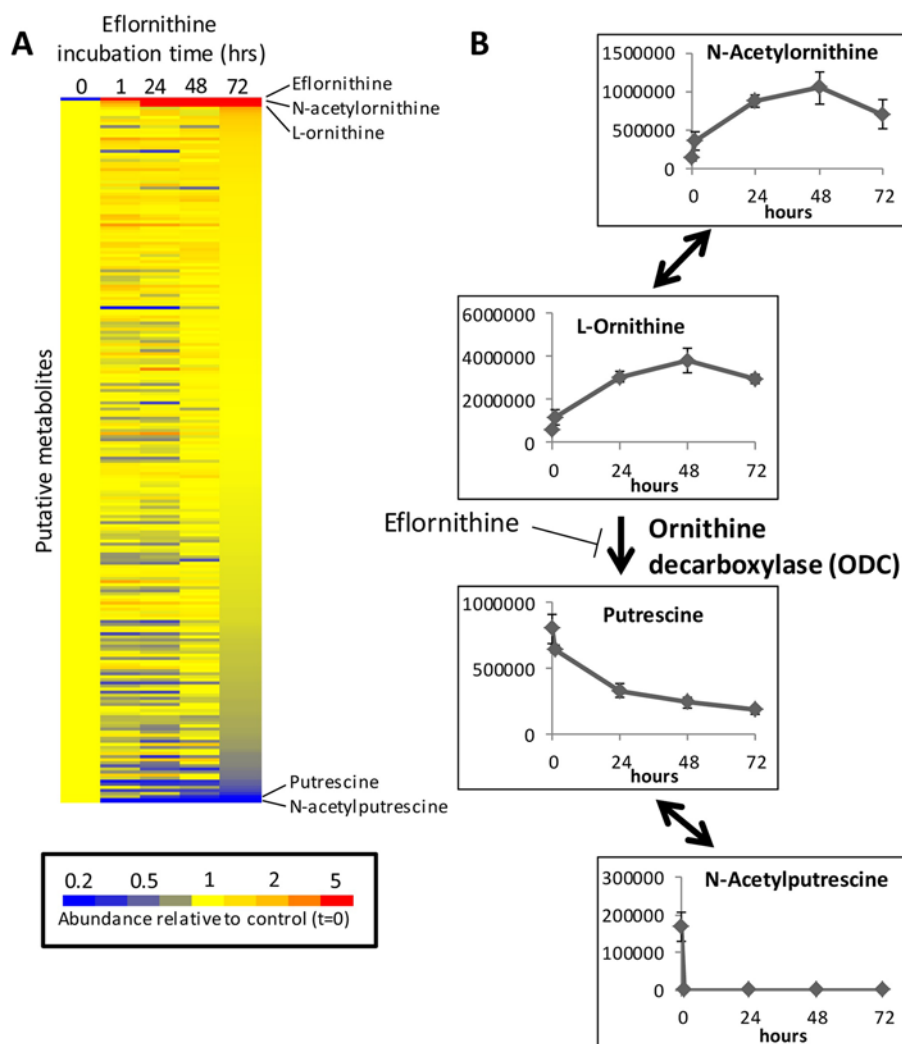 A
Eflornithine
incubation time (hrs)
0 1 24 48 72
Eflornithine
N-acetylornithine
L-ornithine
Putative metabolites
Putrescine
N-acetylputrescine
0.2 0.5 1 2 5
Abundance relative to control (t=0)
B
N-Acetylornithine
1500000
1000000
500000
0
0 24 48 72
hours
L-Ornithine
6000000
4000000
2000000
0
0 24 48 72
hours
Eflornithine
Ornithine
decarboxylase (ODC)
Putrescine
1000000
500000
0
0 24 48 72
hours
N-Acetylputrescine
300000
200000
100000
0
0 24 48 72
hours